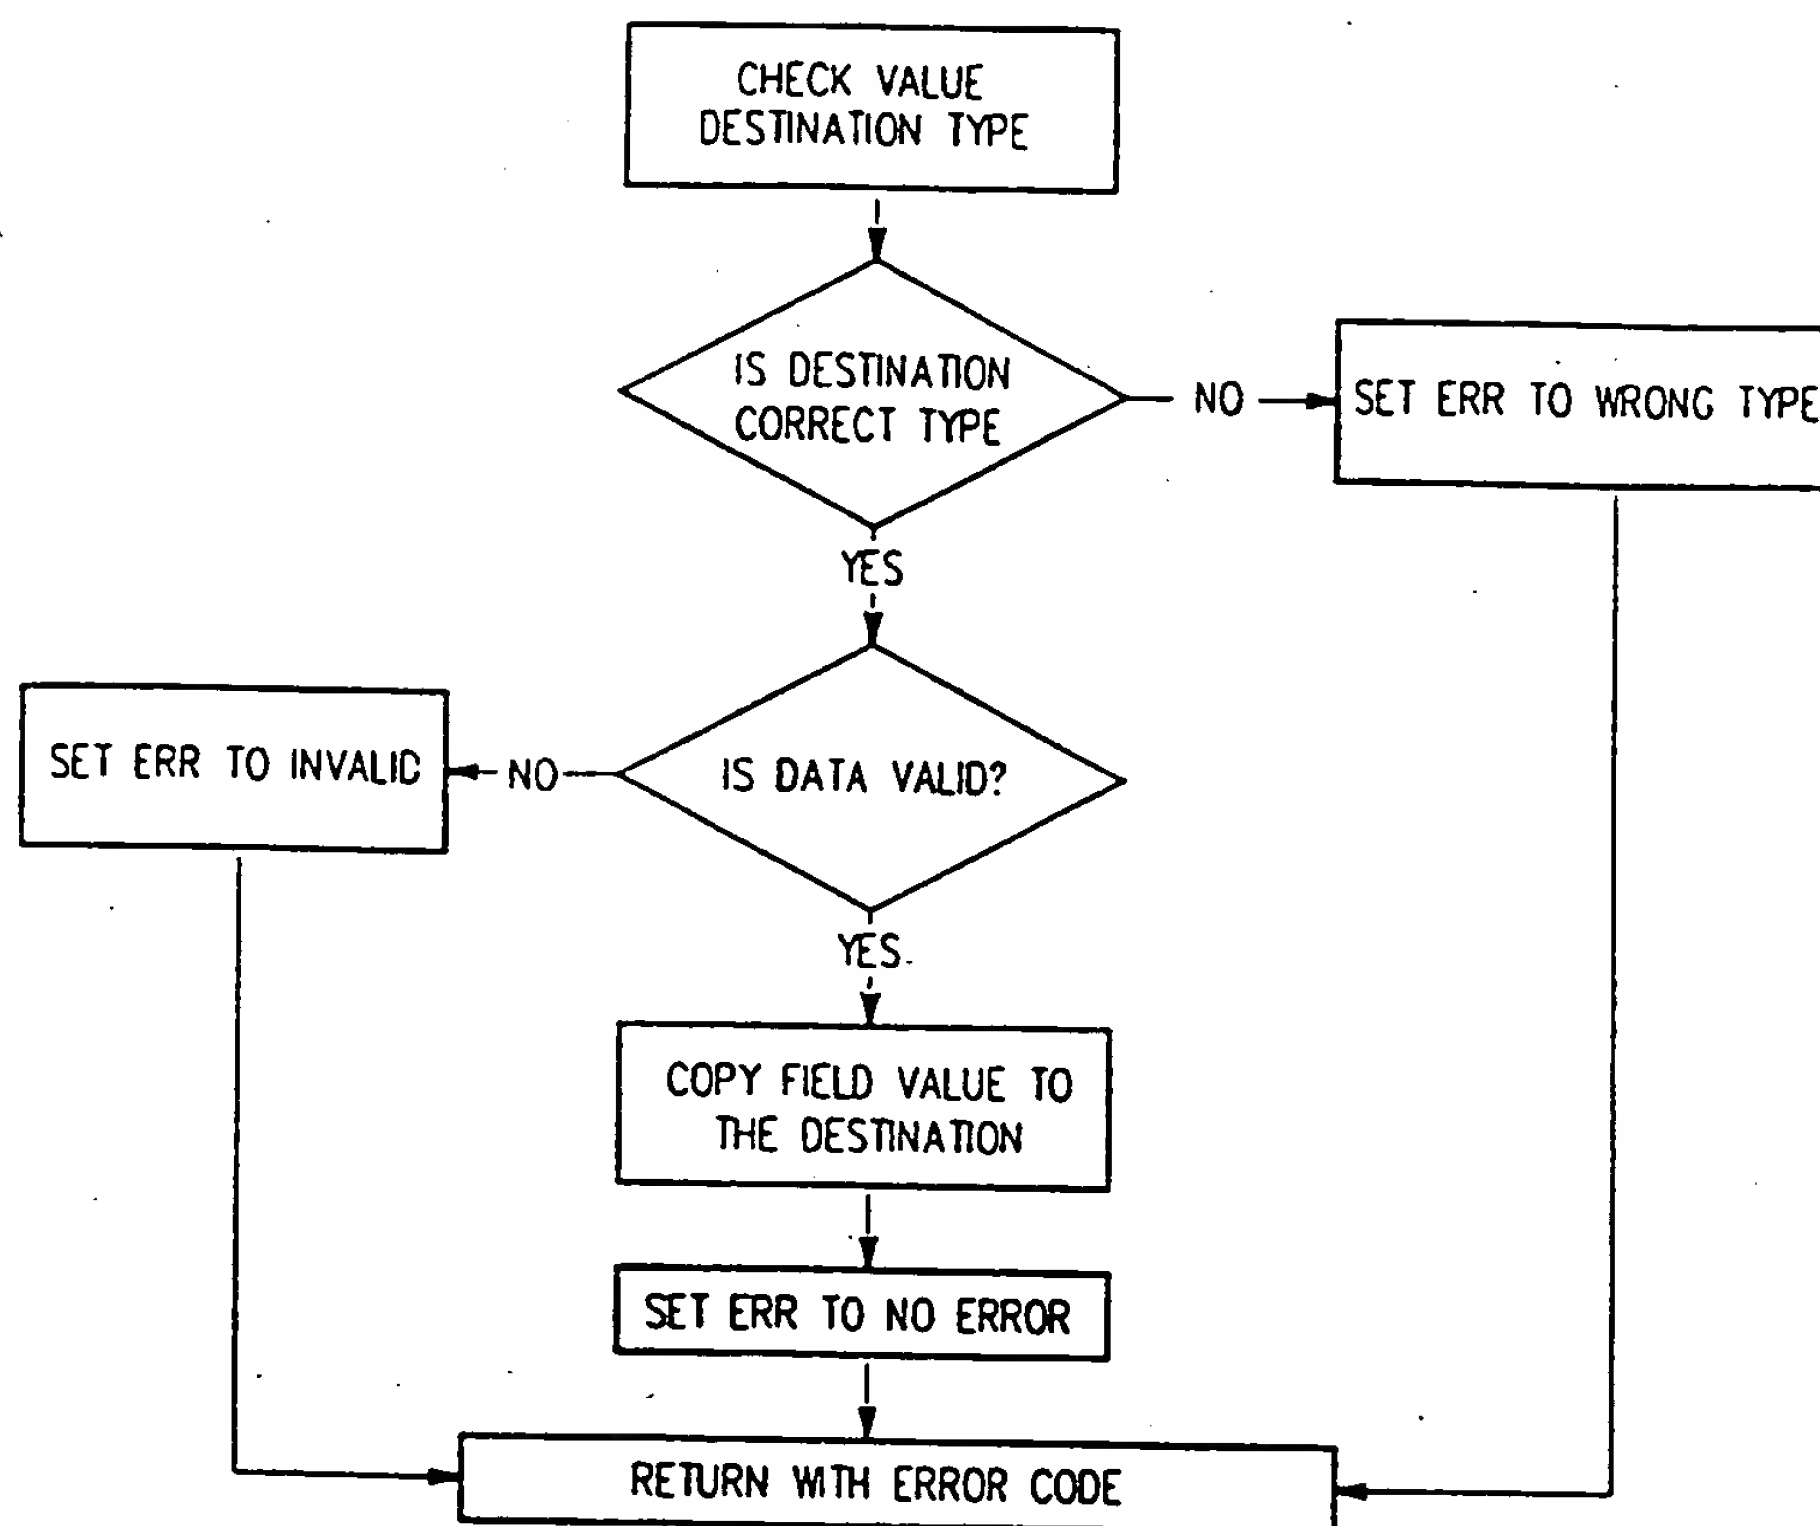 CHECK VALUE
DESTINATION TYPE
IS DESTINATION
CORRECT TYPE
NO
SET ERR TO WRONG TYPE
YES
SET ERR TO INVALID
NO
IS DATA VALID?
YES
COPY FIELD VALUE TO
THE DESTINATION
SET ERR TO NO ERROR
RETURN WITH ERROR CODE